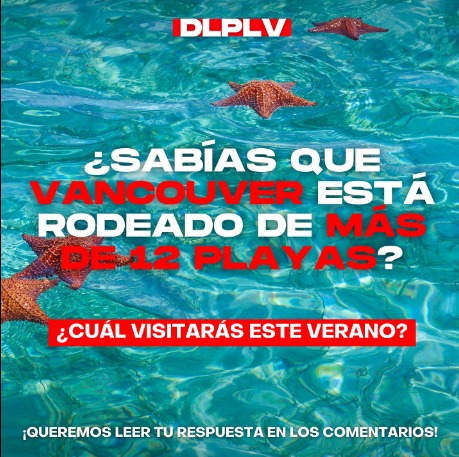 DLPLV
¿SABÍAS QUE
VANCOUVER ESTÁ
RODEADO DE MÁS
DE 12 PLAYAS?
¿CUÁL VISITARÁS ESTE VERANO?
¡QUEREMOS LEER TU RESPUESTA EN LOS COMENTARIOS!